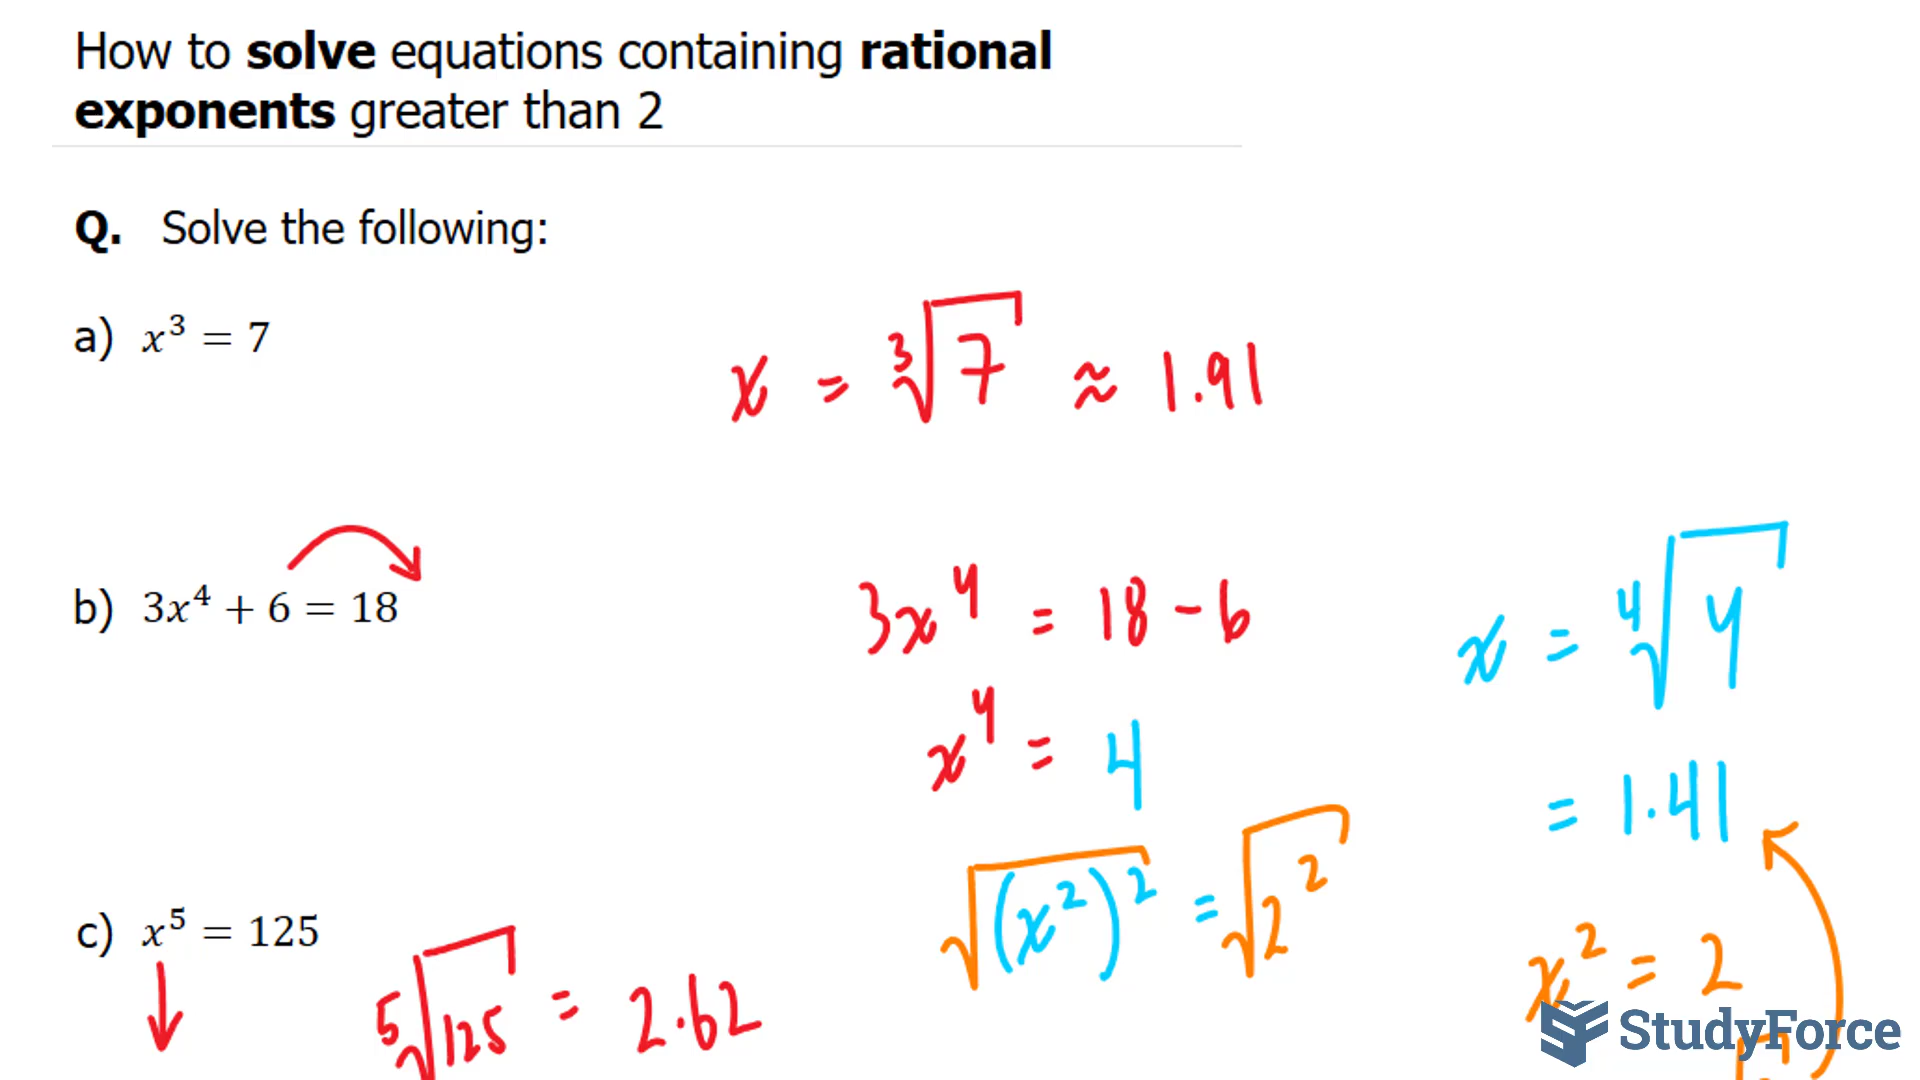 How to solve equations containing rational
exponents greater than 2
Q. Solve the following:
a) x³ = 7
x = ∛7 ≈ 1.91
b) 3x⁴ + 6 = 18
3x⁴ = 18 - 6
x⁴ = 4
√(x²)² = √2²
x = ∜4
= 1.41
x² = 2
c) x⁵ = 125
⁵√125 = 2.62
StudyForce